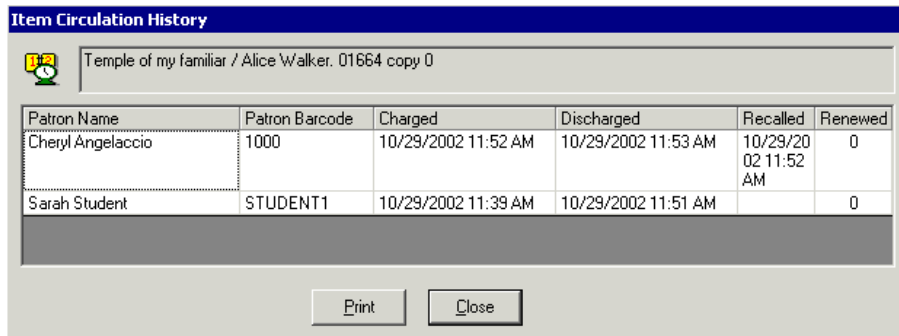 Item Circulation History
1 2
Temple of my familiar / Alice Walker. 01664 copy 0
Patron Name Patron Barcode Charged Discharged Recalled Renewed
Cheryl Angelaccio 1000 10/29/2002 11:52 AM 10/29/2002 11:53 AM 10/29/20 0
02 11:52
AM
Sarah Student STUDENT1 10/29/2002 11:39 AM 10/29/2002 11:51 AM 0
Print Close